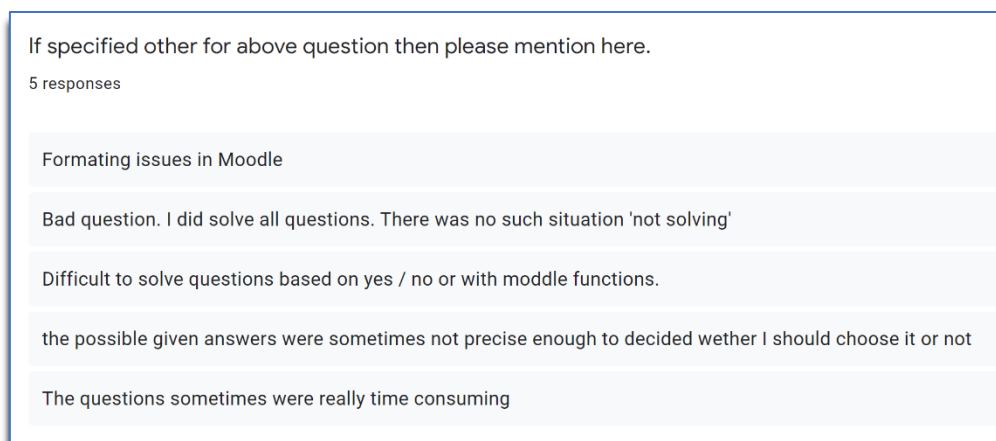 If specified other for above question then please mention here.
5 responses
Formating issues in Moodle
Bad question. I did solve all questions. There was no such situation 'not solving'
Difficult to solve questions based on yes / no or with moddle functions.
the possible given answers were sometimes not precise enough to decided wether I should choose it or not
The questions sometimes were really time consuming